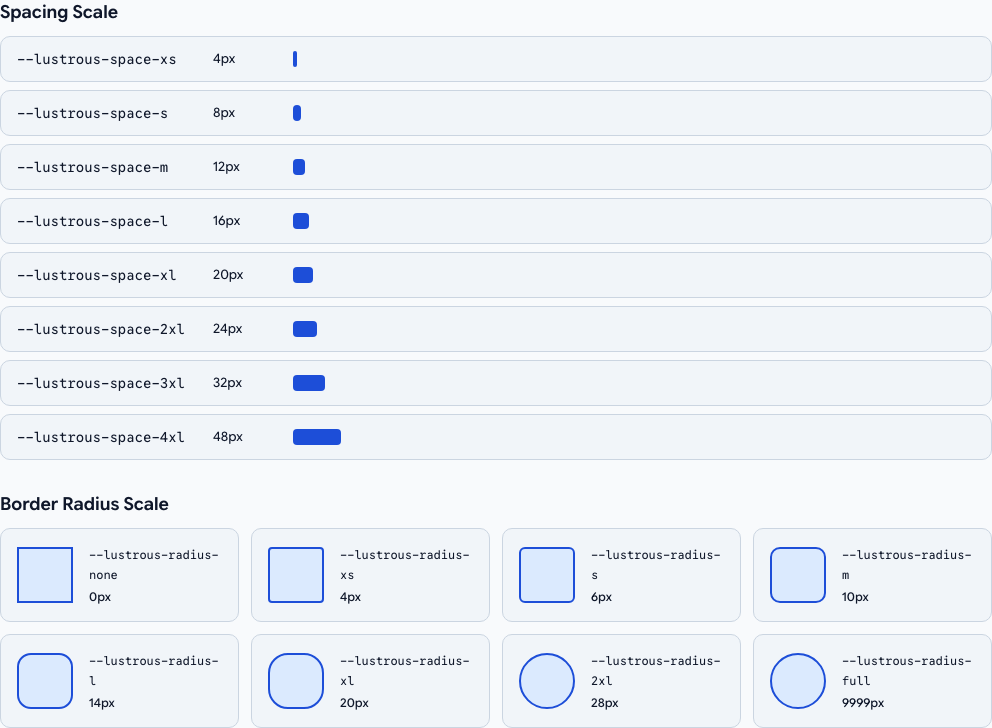 Spacing Scale
--lustrous-space-xs 4px
--lustrous-space-s 8px
--lustrous-space-m 12px
--lustrous-space-l 16px
--lustrous-space-xl 20px
--lustrous-space-2xl 24px
--lustrous-space-3xl 32px
--lustrous-space-4xl 48px
Border Radius Scale
--lustrous-radius-
none
0px
--lustrous-radius-
xs
4px
--lustrous-radius-
s
6px
--lustrous-radius-
m
10px
--lustrous-radius-
l
14px
--lustrous-radius-
xl
20px
--lustrous-radius-
2xl
28px
--lustrous-radius-
full
9999px